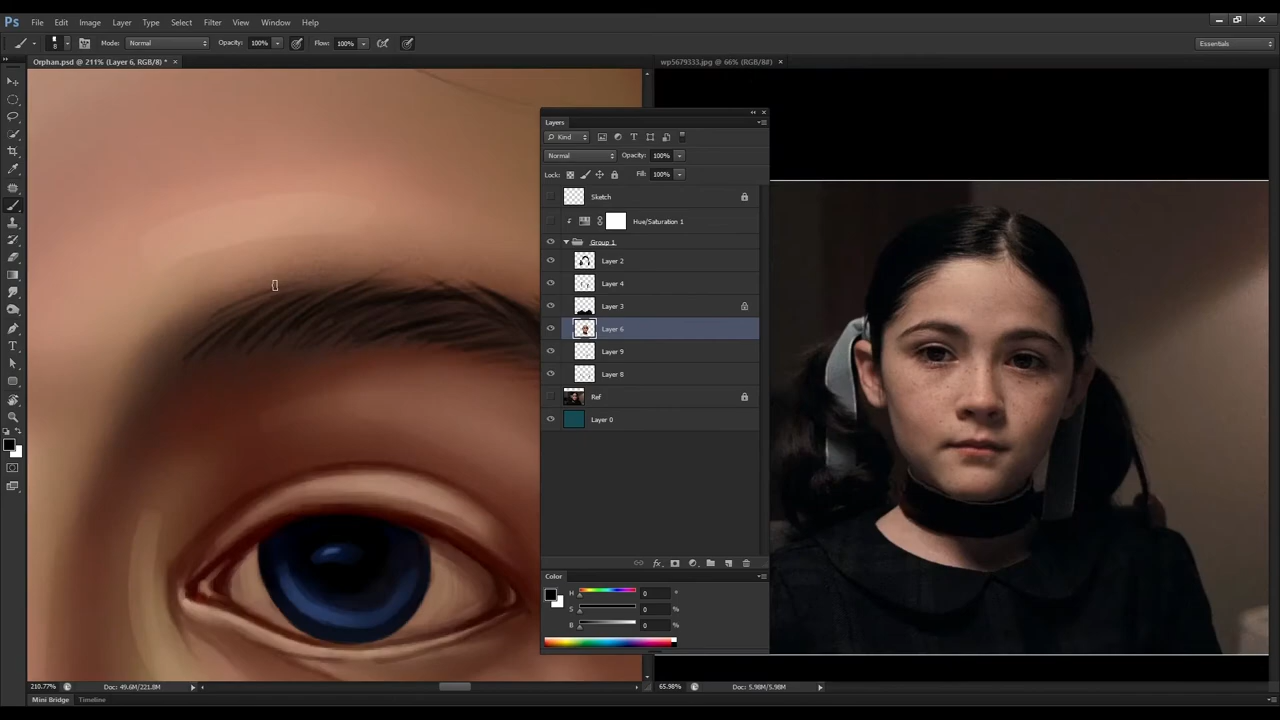 Ps File Edit Image Layer Type Select Filter View Window Help
8 Mode: Normal Opacity: 100% Flow: 100% Essentials
Orphan.psd @ 211% (Layer 6, RGB/8) * × wp5679333.jpg @ 66% (RGB/8#) ×
Layers
Kind T
Normal Opacity: 100%
Lock: Fill: 100%
Sketch
Hue/Saturation 1
Group 1
Layer 2
Layer 4
Layer 3
Layer 6
Layer 9
Layer 8
Ref
Layer 0
fx
Color
H 0 °
S 0 %
B 0 %
210.77% Doc: 49.6M/221.8M 65.98% Doc: 5.98M/5.98M
Mini Bridge Timeline